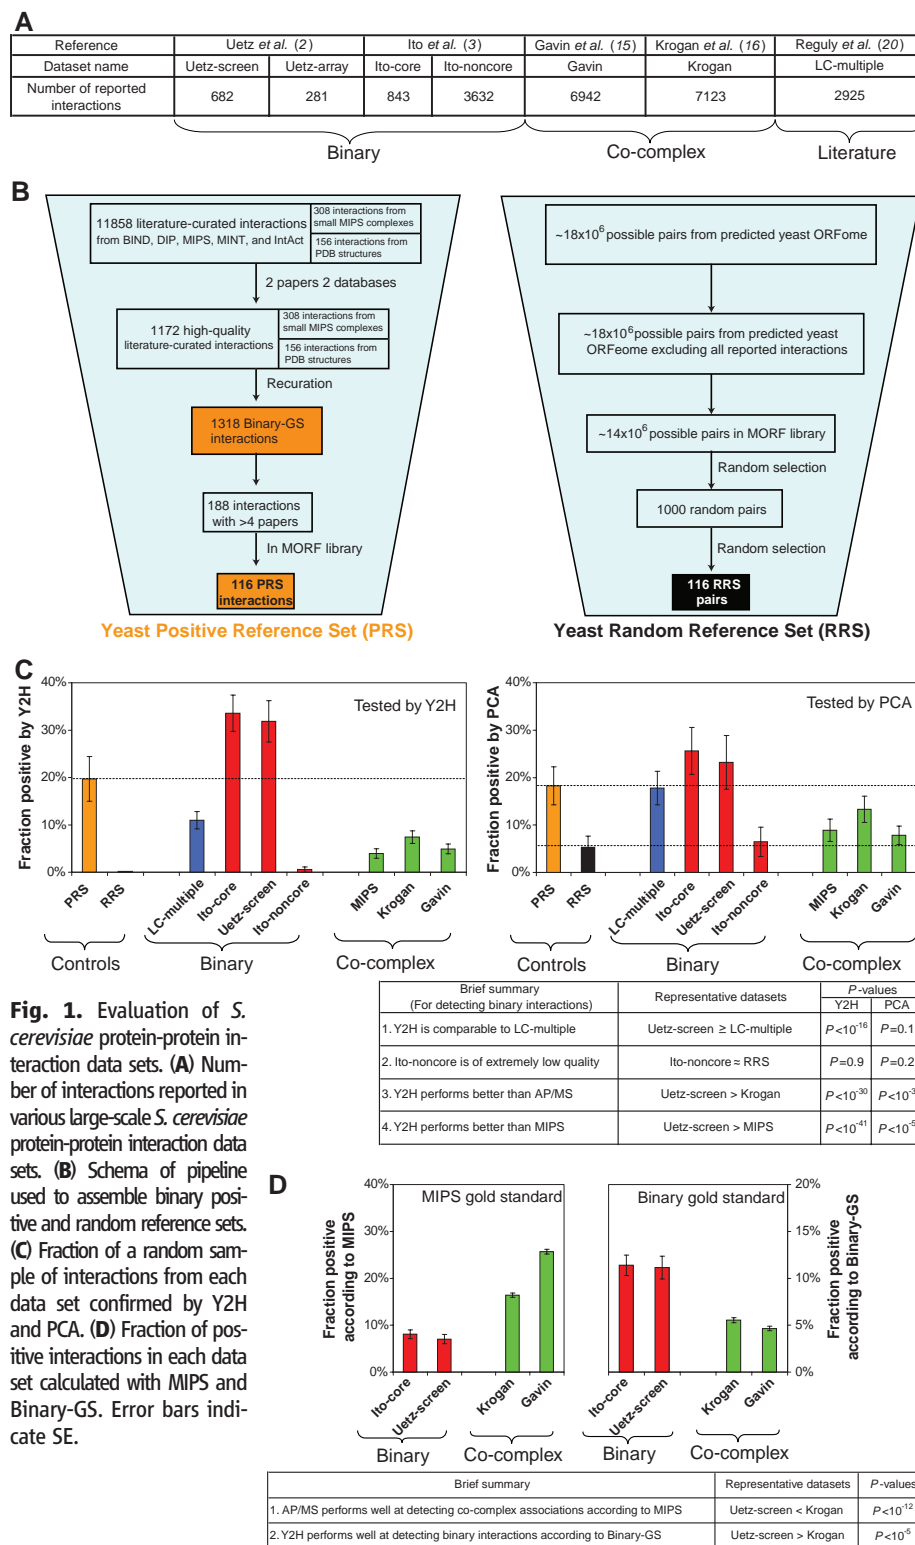 A
Reference Uetz et al. (2) Ito et al. (3) Gavin et al. (15) Krogan et al. (16) Reguly et al. (20)
Dataset name Uetz-screen Uetz-array Ito-core Ito-noncore Gavin Krogan LC-multiple
Number of reported interactions 682 281 843 3632 6942 7123 2925
Binary Co-complex Literature
B
11858 literature-curated interactions
from BIND, DIP, MIPS, MINT, and IntAct
308 interactions from
small MIPS complexes
156 interactions from
PDB structures
2 papers 2 databases
1172 high-quality
literature-curated interactions
308 interactions from
small MIPS complexes
156 interactions from
PDB structures
Recuration
1318 Binary-GS
interactions
188 interactions
with >4 papers
In MORF library
116 PRS
interactions
Yeast Positive Reference Set (PRS)
~18x10^6 possible pairs from predicted yeast ORFome
~18x10^6 possible pairs from predicted yeast
ORFeome excluding all reported interactions
~14x10^6 possible pairs in MORF library
Random selection
1000 random pairs
Random selection
116 RRS
pairs
Yeast Random Reference Set (RRS)
C
Fraction positive by Y2H
40%
30%
20%
10%
0%
Tested by Y2H
PRS RRS LC-multiple Ito-core Uetz-screen Ito-noncore MIPS Krogan Gavin
Controls Binary Co-complex
Fraction positive by PCA
40%
30%
20%
10%
0%
Tested by PCA
PRS RRS LC-multiple Ito-core Uetz-screen Ito-noncore MIPS Krogan Gavin
Controls Binary Co-complex
Brief summary
(For detecting binary interactions)
Representative datasets
P-values
Y2H PCA
1. Y2H is comparable to LC-multiple Uetz-screen ≥ LC-multiple P<10^-16 P=0.1
2. Ito-noncore is of extremely low quality Ito-noncore ≈ RRS P=0.9 P=0.2
3. Y2H performs better than AP/MS Uetz-screen > Krogan P<10^-30 P<10^-3
4. Y2H performs better than MIPS Uetz-screen > MIPS P<10^-41 P<10^-5
Fig. 1. Evaluation of S.
cerevisiae protein-protein in-
teraction data sets. (A) Num-
ber of interactions reported in
various large-scale S. cerevisiae
protein-protein interaction data
sets. (B) Schema of pipeline
used to assemble binary posi-
tive and random reference sets.
(C) Fraction of a random sam-
ple of interactions from each
data set confirmed by Y2H
and PCA. (D) Fraction of pos-
itive interactions in each data
set calculated with MIPS and
Binary-GS. Error bars indi-
cate SE.
D
Fraction positive
according to MIPS
40%
30%
20%
10%
0%
MIPS gold standard
Ito-core Uetz-screen Krogan Gavin
Binary Co-complex
Binary gold standard
20%
15%
10%
5%
0%
Fraction positive
according to Binary-GS
Ito-core Uetz-screen Krogan Gavin
Binary Co-complex
Brief summary Representative datasets P-values
1. AP/MS performs well at detecting co-complex associations according to MIPS Uetz-screen < Krogan P<10^-12
2. Y2H performs well at detecting binary interactions according to Binary-GS Uetz-screen > Krogan P<10^-5